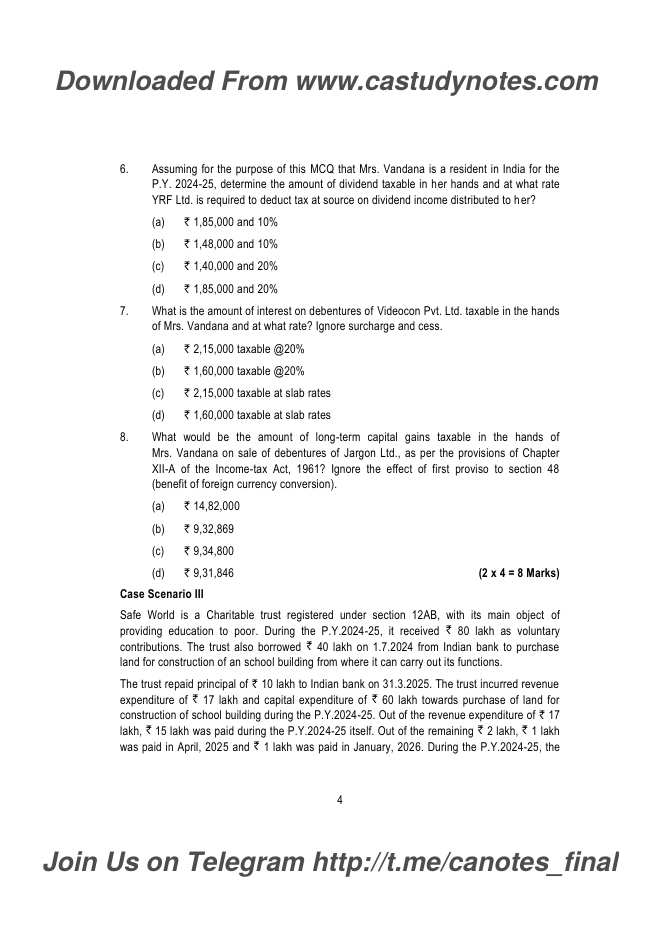 Downloaded From www.castudynotes.com
6. Assuming for the purpose of this MCQ that Mrs. Vandana is a resident in India for the
P.Y. 2024-25, determine the amount of dividend taxable in her hands and at what rate
YRF Ltd. is required to deduct tax at source on dividend income distributed to her?
(a) ₹ 1,85,000 and 10%
(b) ₹ 1,48,000 and 10%
(c) ₹ 1,40,000 and 20%
(d) ₹ 1,85,000 and 20%
7. What is the amount of interest on debentures of Videocon Pvt. Ltd. taxable in the hands
of Mrs. Vandana and at what rate? Ignore surcharge and cess.
(a) ₹ 2,15,000 taxable @20%
(b) ₹ 1,60,000 taxable @20%
(c) ₹ 2,15,000 taxable at slab rates
(d) ₹ 1,60,000 taxable at slab rates
8. What would be the amount of long-term capital gains taxable in the hands of
Mrs. Vandana on sale of debentures of Jargon Ltd., as per the provisions of Chapter
XII-A of the Income-tax Act, 1961? Ignore the effect of first proviso to section 48
(benefit of foreign currency conversion).
(a) ₹ 14,82,000
(b) ₹ 9,32,869
(c) ₹ 9,34,800
(d) ₹ 9,31,846 (2 x 4 = 8 Marks)
Case Scenario III
Safe World is a Charitable trust registered under section 12AB, with its main object of
providing education to poor. During the P.Y.2024-25, it received ₹ 80 lakh as voluntary
contributions. The trust also borrowed ₹ 40 lakh on 1.7.2024 from Indian bank to purchase
land for construction of an school building from where it can carry out its functions.
The trust repaid principal of ₹ 10 lakh to Indian bank on 31.3.2025. The trust incurred revenue
expenditure of ₹ 17 lakh and capital expenditure of ₹ 60 lakh towards purchase of land for
construction of school building during the P.Y.2024-25. Out of the revenue expenditure of ₹ 17
lakh, ₹ 15 lakh was paid during the P.Y.2024-25 itself. Out of the remaining ₹ 2 lakh, ₹ 1 lakh
was paid in April, 2025 and ₹ 1 lakh was paid in January, 2026. During the P.Y.2024-25, the
4
Join Us on Telegram http://t.me/canotes_final